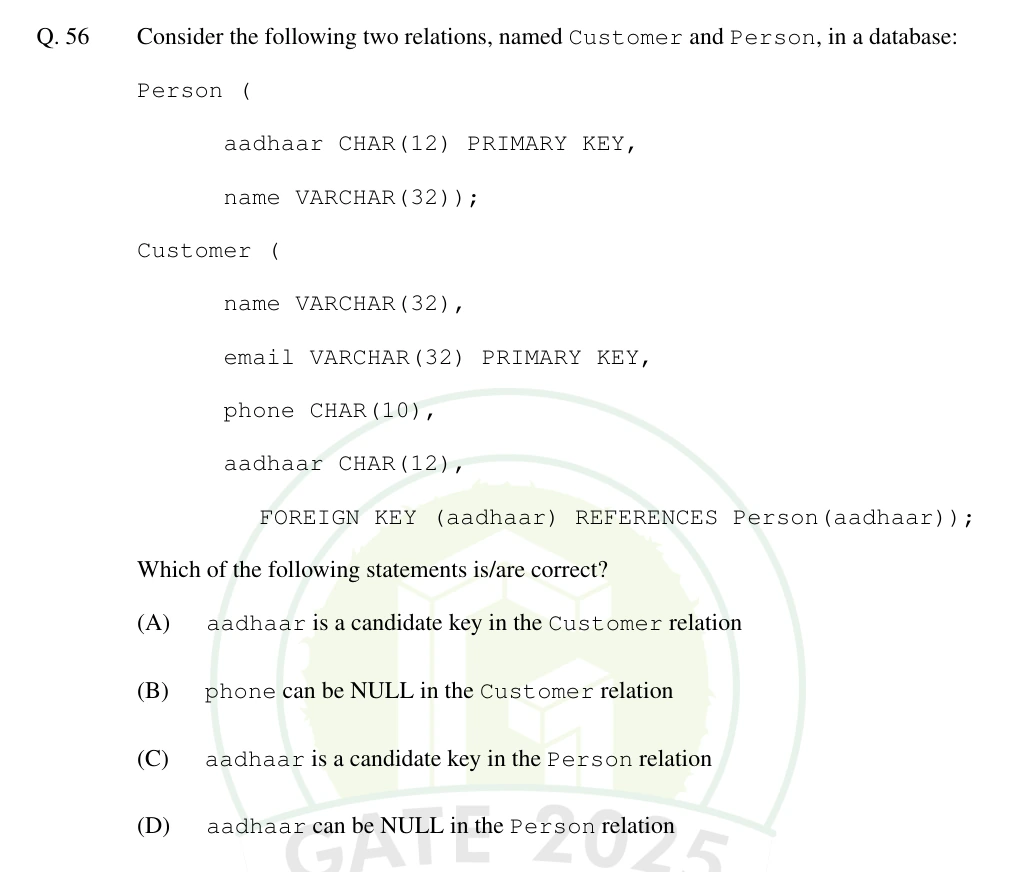 Q. 56 Consider the following two relations, named Customer and Person, in a database:
Person (
aadhaar CHAR(12) PRIMARY KEY,
name VARCHAR(32));
Customer (
name VARCHAR(32),
email VARCHAR(32) PRIMARY KEY,
phone CHAR(10),
aadhaar CHAR(12),
FOREIGN KEY (aadhaar) REFERENCES Person(aadhaar));
Which of the following statements is/are correct?
(A) aadhaar is a candidate key in the Customer relation
(B) phone can be NULL in the Customer relation
(C) aadhaar is a candidate key in the Person relation
(D) aadhaar can be NULL in the Person relation
GATE 2025